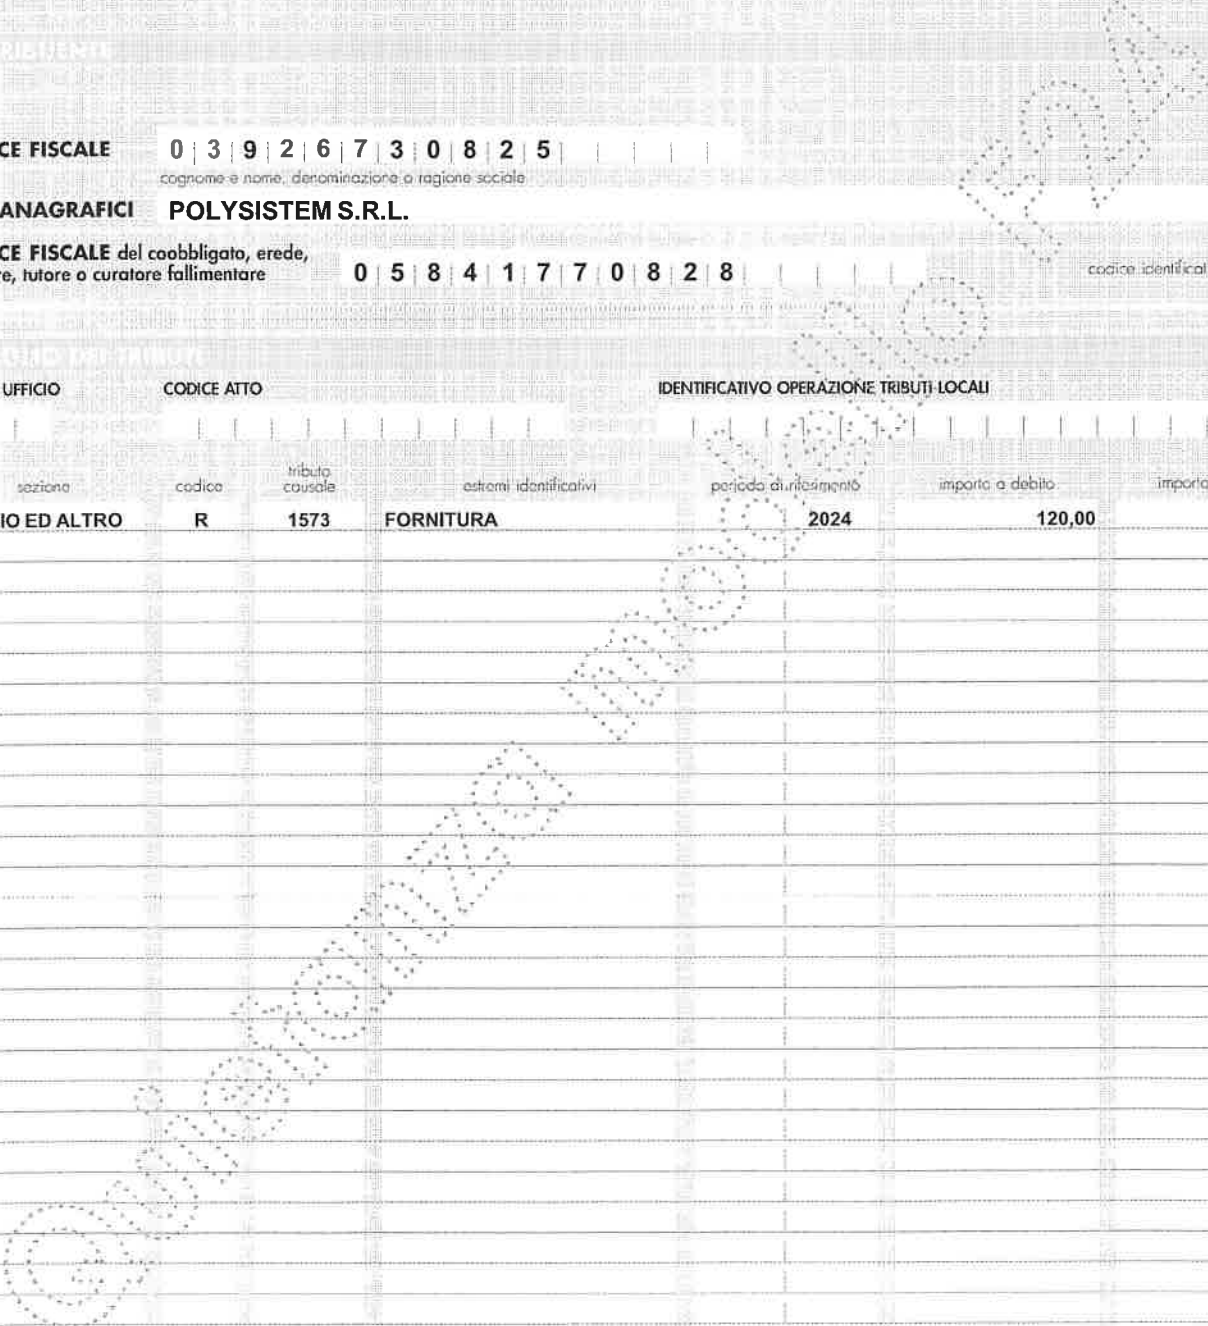 CE FISCALE 0 3 9 2 6 7 3 0 8 2 5
cognome e nome, denominazione o ragione sociale
ANAGRAFICI POLYSISTEM S.R.L.
CE FISCALE del coobbligato, erede,
re, tutore o curatore fallimentare 0 5 8 4 1 7 7 0 8 2 8
codice identificat
UFFICIO CODICE ATTO IDENTIFICATIVO OPERAZIONE TRIBUTI LOCALI
sezione codice tributo causale estremi identificativi periodo di riferimento importo a debito importo
IO ED ALTRO R 1573 FORNITURA 2024 120,00